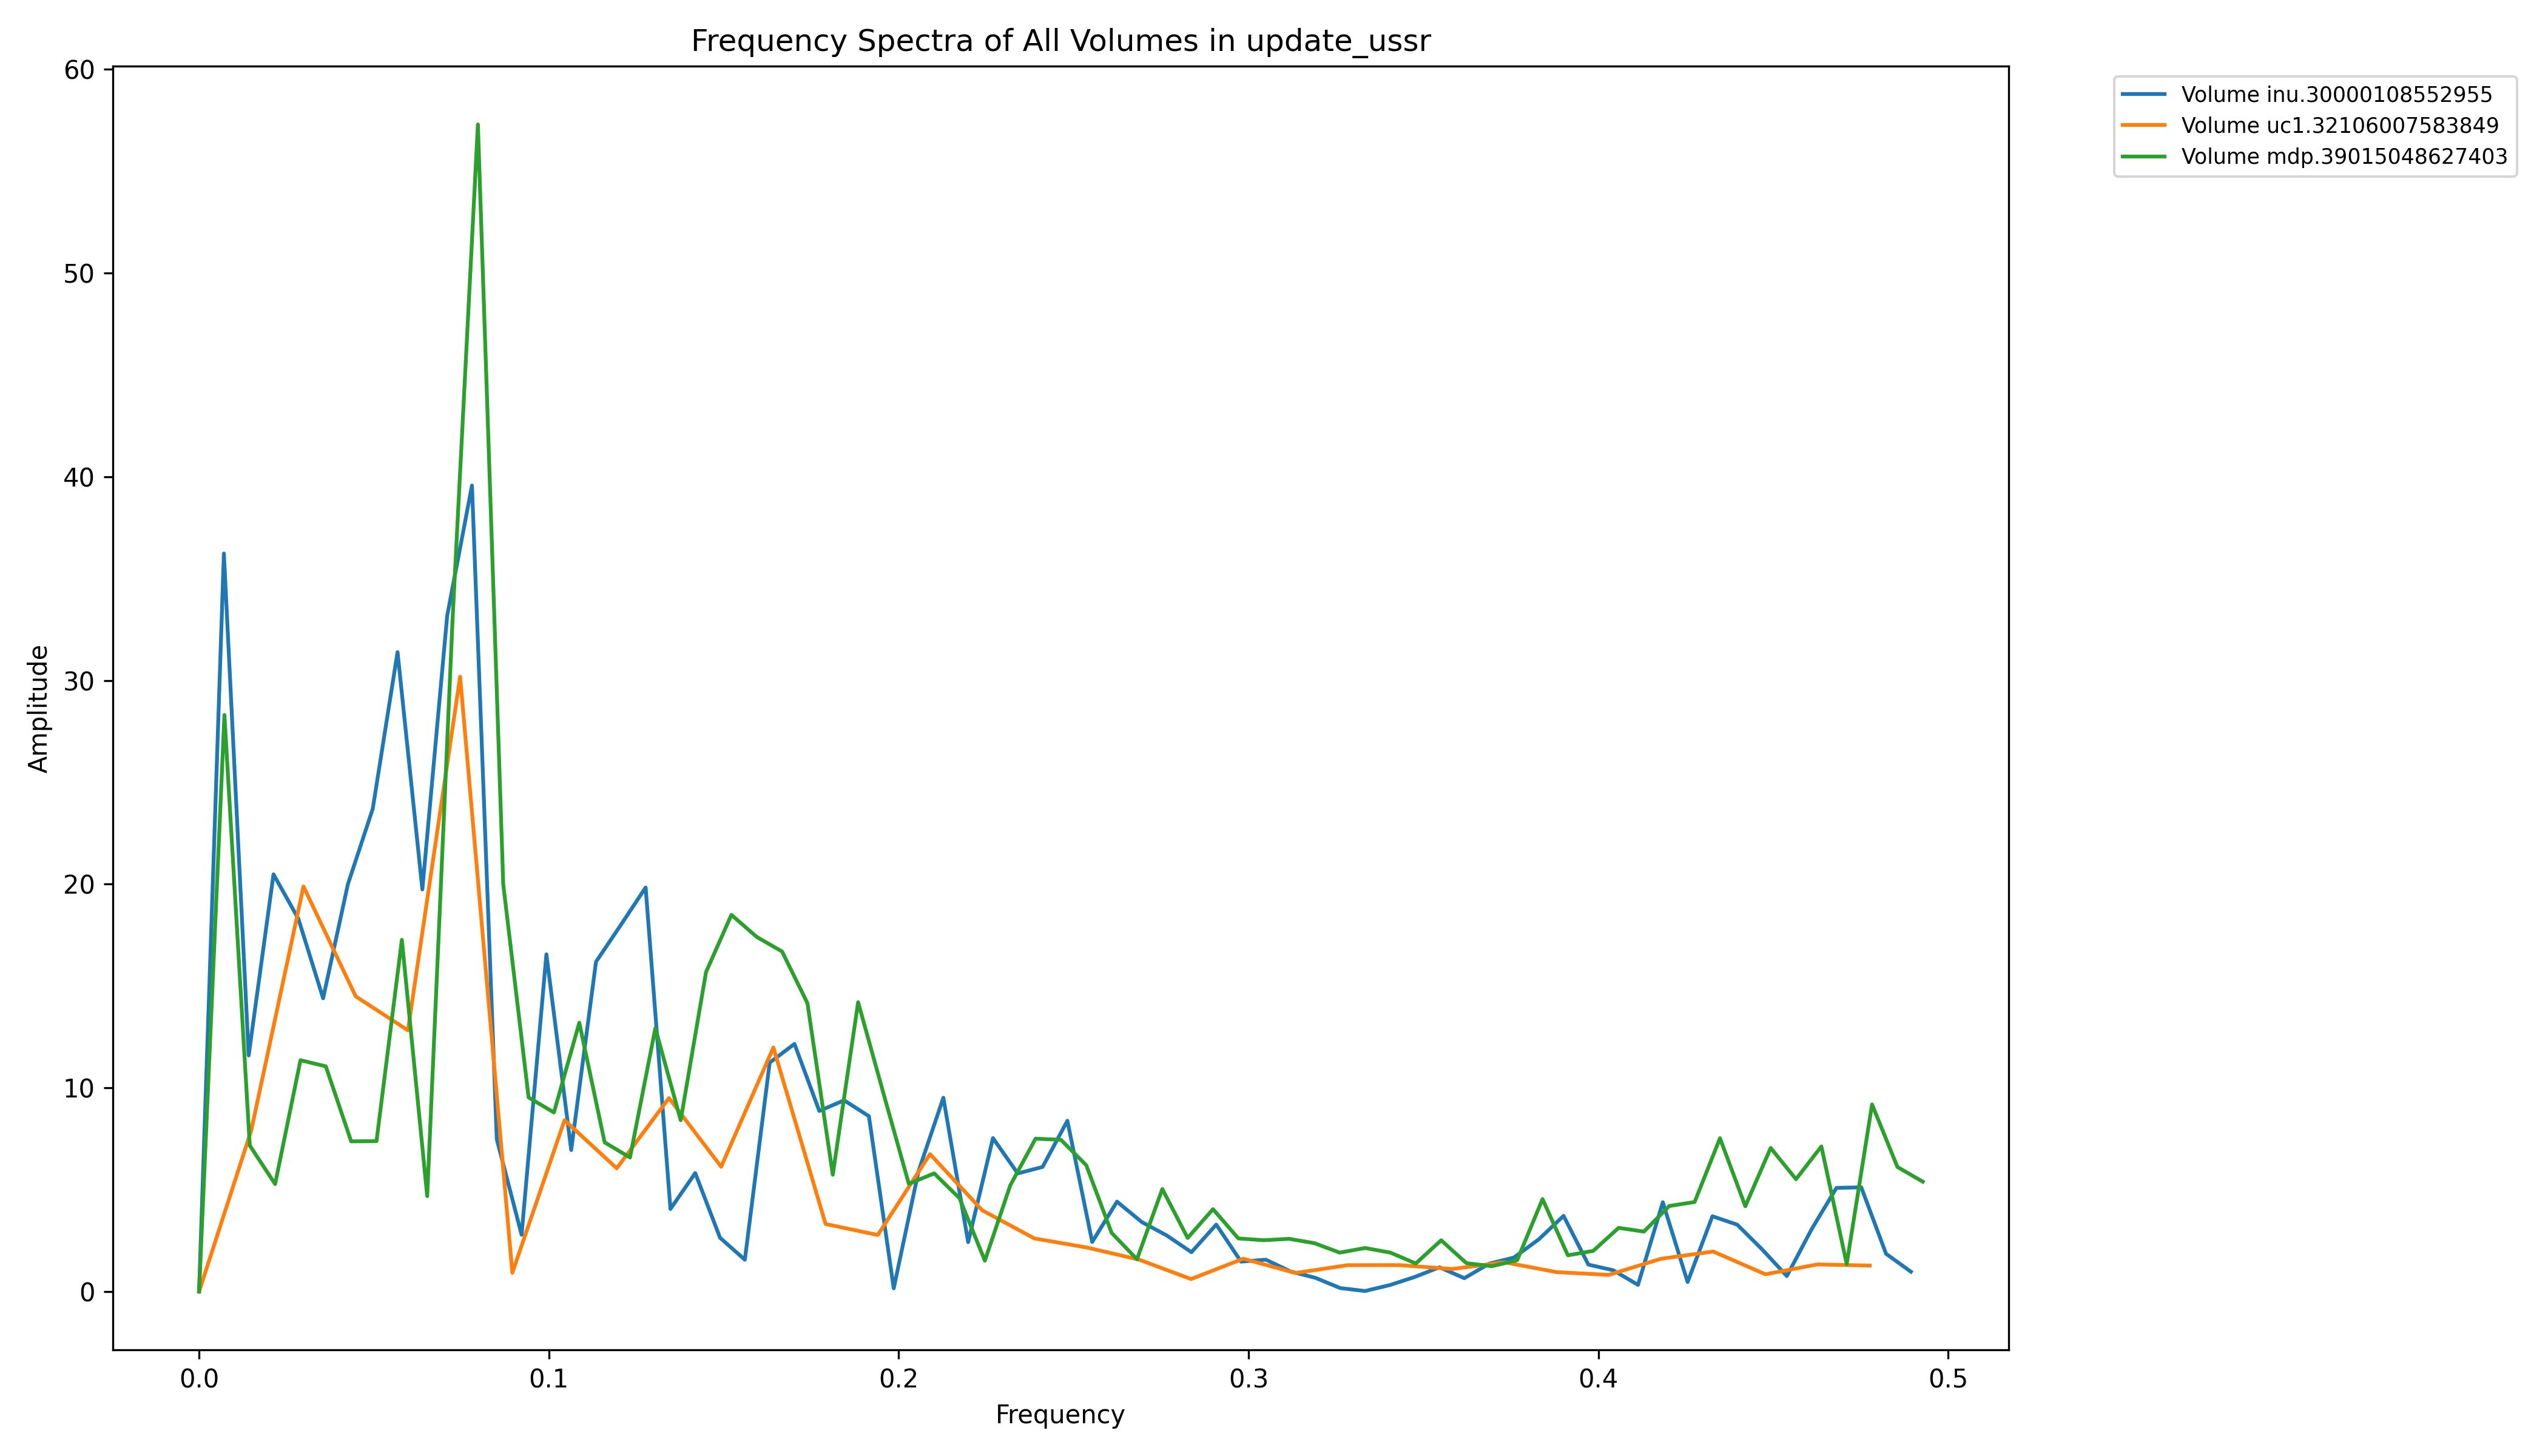 Frequency Spectra of All Volumes in update_ussr
Volume inu.30000108552955
Volume uc1.32106007583849
Volume mdp.39015048627403
Amplitude
60
50
40
30
20
10
0
0.0 0.1 0.2 0.3 0.4 0.5
Frequency